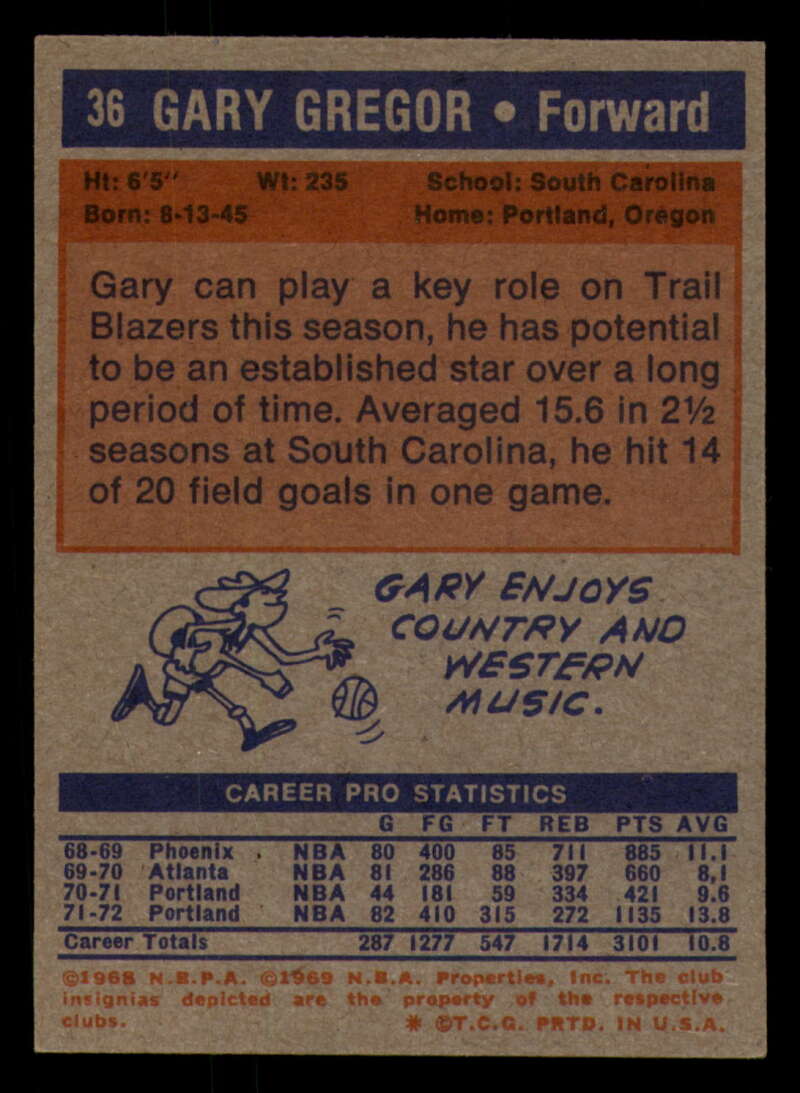 36 GARY GREGOR • Forward
Ht: 6'5" Wt: 235 School: South Carolina
Born: 8-13-45 Home: Portland, Oregon
Gary can play a key role on Trail
Blazers this season, he has potential
to be an established star over a long
period of time. Averaged 15.6 in 2½
seasons at South Carolina, he hit 14
of 20 field goals in one game.
GARY ENJOYS
COUNTRY AND
WESTERN
MUSIC.
CAREER PRO STATISTICS
G FG FT REB PTS AVG
68-69 Phoenix NBA 80 400 85 711 885 11.1
69-70 Atlanta NBA 81 286 88 397 660 8.1
70-71 Portland NBA 44 181 59 334 421 9.6
71-72 Portland NBA 82 410 315 272 1135 13.8
Career Totals 287 1277 547 1714 3101 10.8
©1968 N.B.P.A. ©1969 N.B.A. Properties, Inc. The club
insignias depicted are the property of the respective
clubs. * ©T.C.G. PRTD. IN U.S.A.